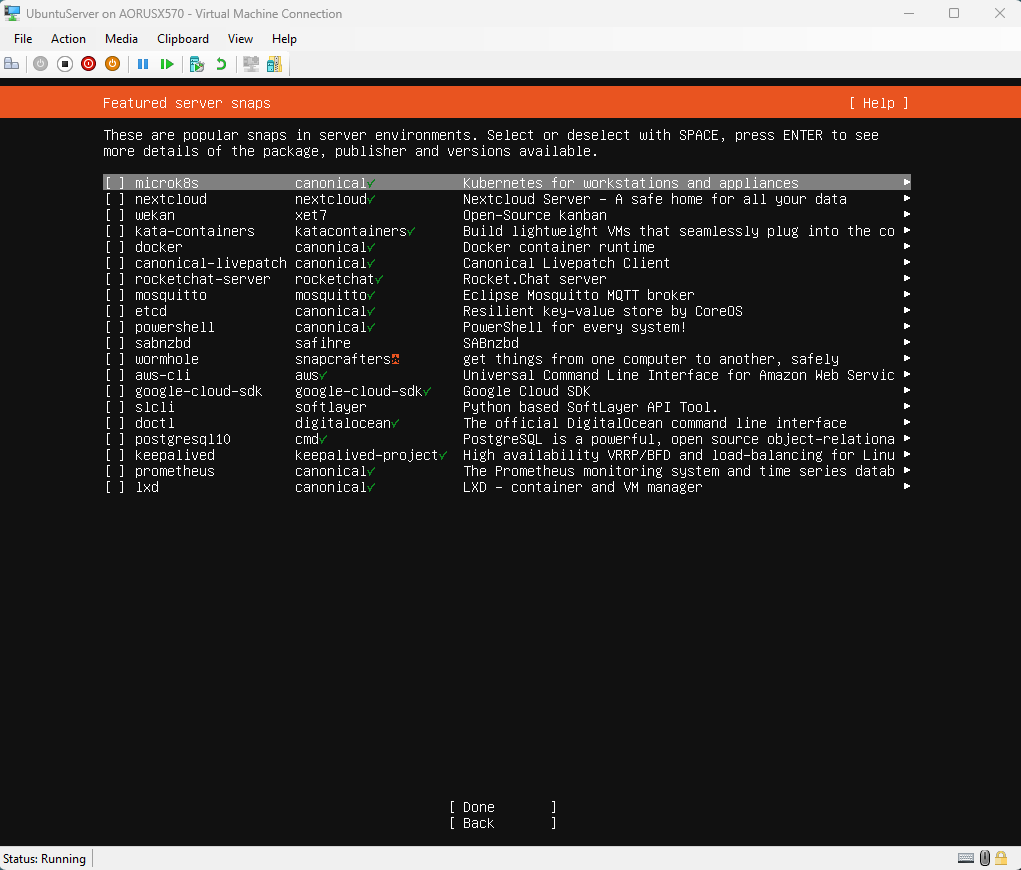 UbuntuServer on AORUSX570 - Virtual Machine Connection
File Action Media Clipboard View Help
Featured server snaps [ Help ]
These are popular snaps in server environments. Select or deselect with SPACE, press ENTER to see
more details of the package, publisher and versions available.
[ ] microk8s canonical✓ Kubernetes for workstations and appliances ▸
[ ] nextcloud nextcloud✓ Nextcloud Server - A safe home for all your data ▸
[ ] wekan xet7 Open-Source kanban ▸
[ ] kata-containers katacontainers✓ Build lightweight VMs that seamlessly plug into the co ▸
[ ] docker canonical✓ Docker container runtime ▸
[ ] canonical-livepatch canonical✓ Canonical Livepatch Client ▸
[ ] rocketchat-server rocketchat✓ Rocket.Chat server ▸
[ ] mosquitto mosquitto✓ Eclipse Mosquitto MQTT broker ▸
[ ] etcd canonical✓ Resilient key-value store by CoreOS ▸
[ ] powershell canonical✓ PowerShell for every system! ▸
[ ] sabnzbd safihre SABnzbd ▸
[ ] wormhole snapcrafters get things from one computer to another, safely ▸
[ ] aws-cli aws✓ Universal Command Line Interface for Amazon Web Servic ▸
[ ] google-cloud-sdk google-cloud-sdk✓ Google Cloud SDK ▸
[ ] slcli softlayer Python based SoftLayer API Tool. ▸
[ ] doctl digitalocean✓ The official DigitalOcean command line interface ▸
[ ] postgresql10 cmd✓ PostgreSQL is a powerful, open source object-relationa ▸
[ ] keepalived keepalived-project✓ High availability VRRP/BFD and load-balancing for Linu ▸
[ ] prometheus canonical✓ The Prometheus monitoring system and time series datab ▸
[ ] lxd canonical✓ LXD - container and VM manager ▸
[ Done ]
[ Back ]
Status: Running